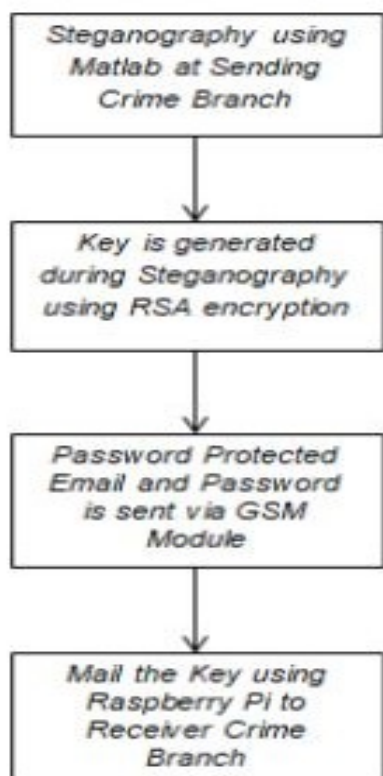 Steganography using
Matlab at Sending
Crime Branch
Key is generated
during Steganography
using RSA encryption
Password Protected
Email and Password
is sent via GSM
Module
Mail the Key using
Raspberry Pi to
Receiver Crime
Branch